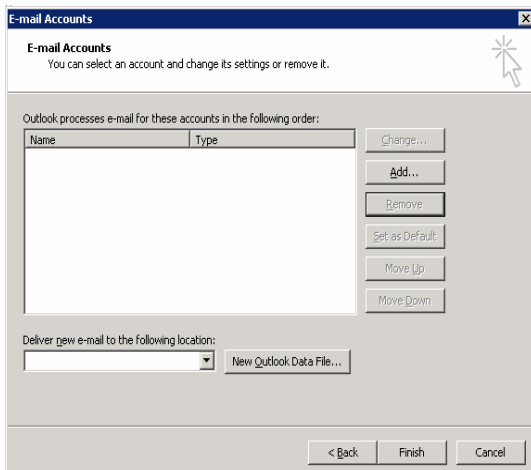 E-mail Accounts
E-mail Accounts
You can select an account and change its settings or remove it.
Outlook processes e-mail for these accounts in the following order:
Name Type
Change...
Add...
Remove
Set as Default
Move Up
Move Down
Deliver new e-mail to the following location:
New Outlook Data File...
< Back Finish Cancel